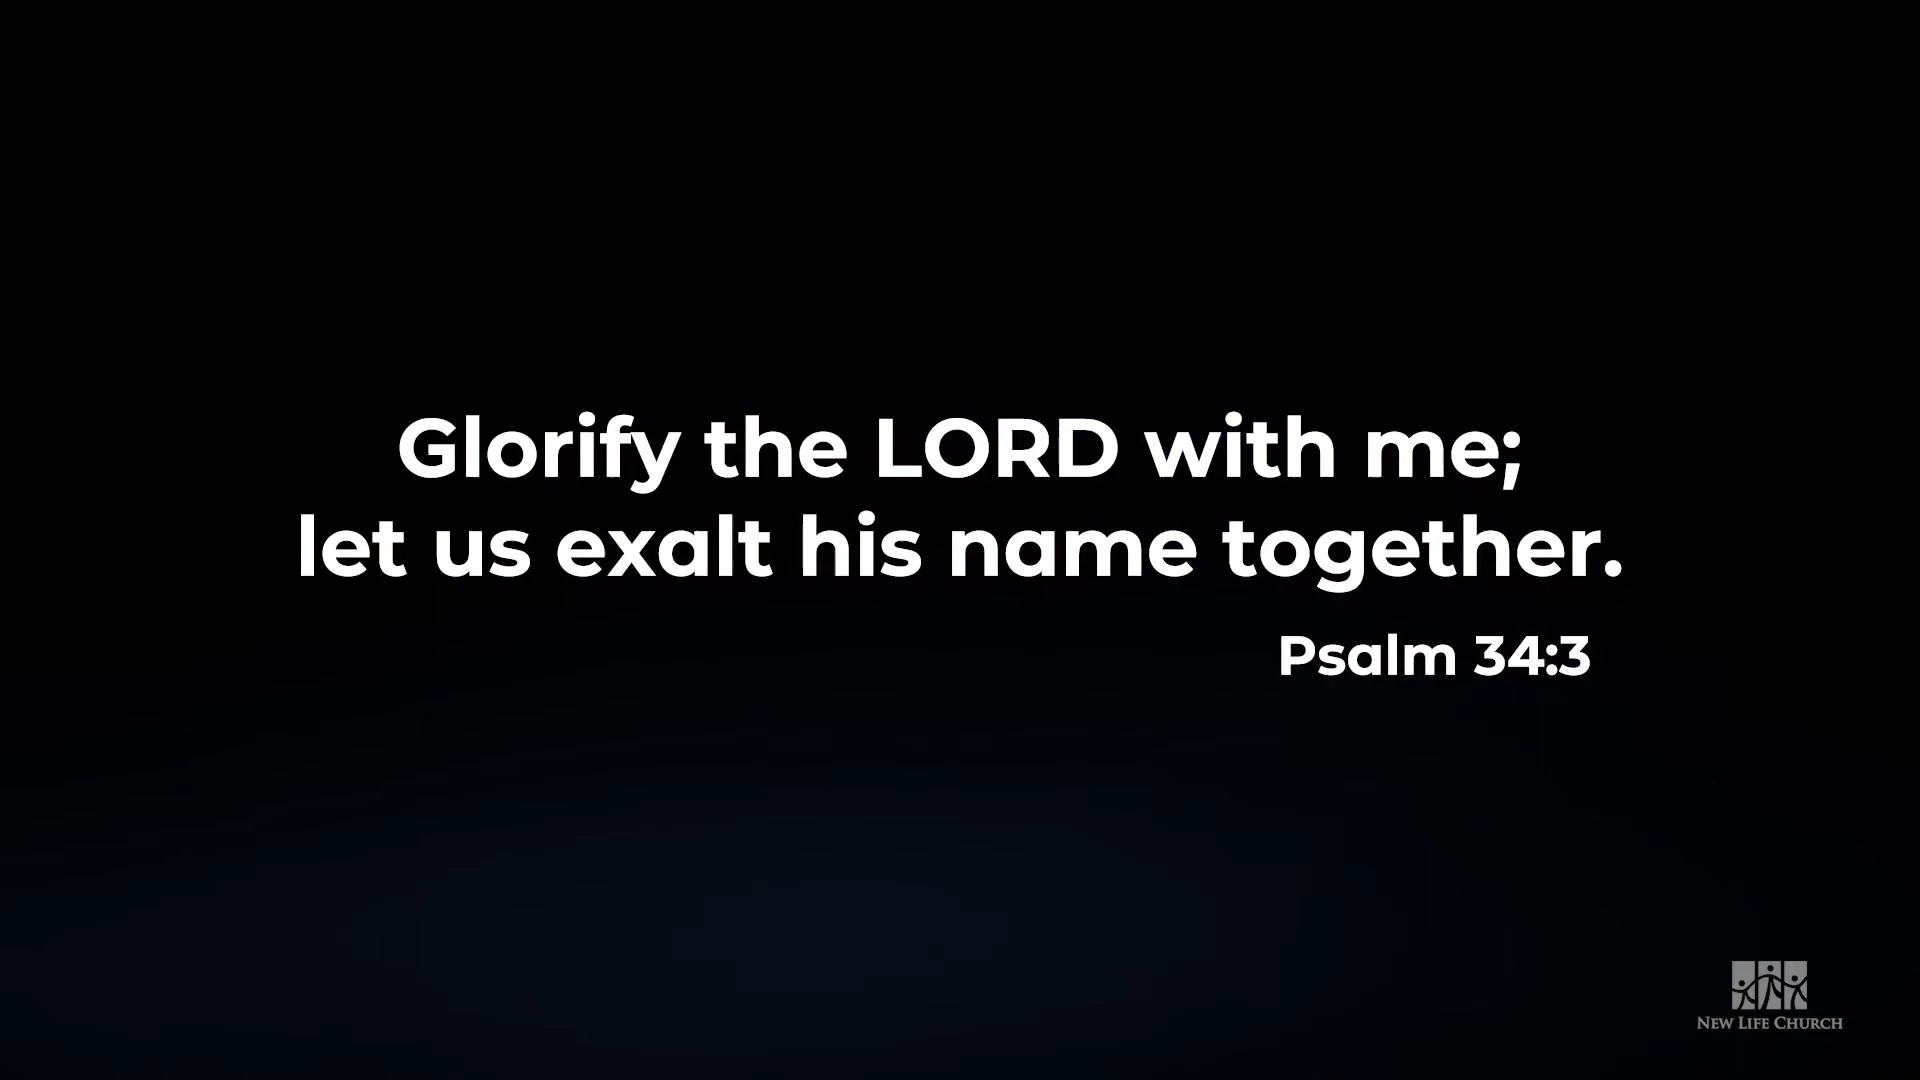 Glorify the LORD with me;
let us exalt his name together.
Psalm 34:3
NEW LIFE CHURCH